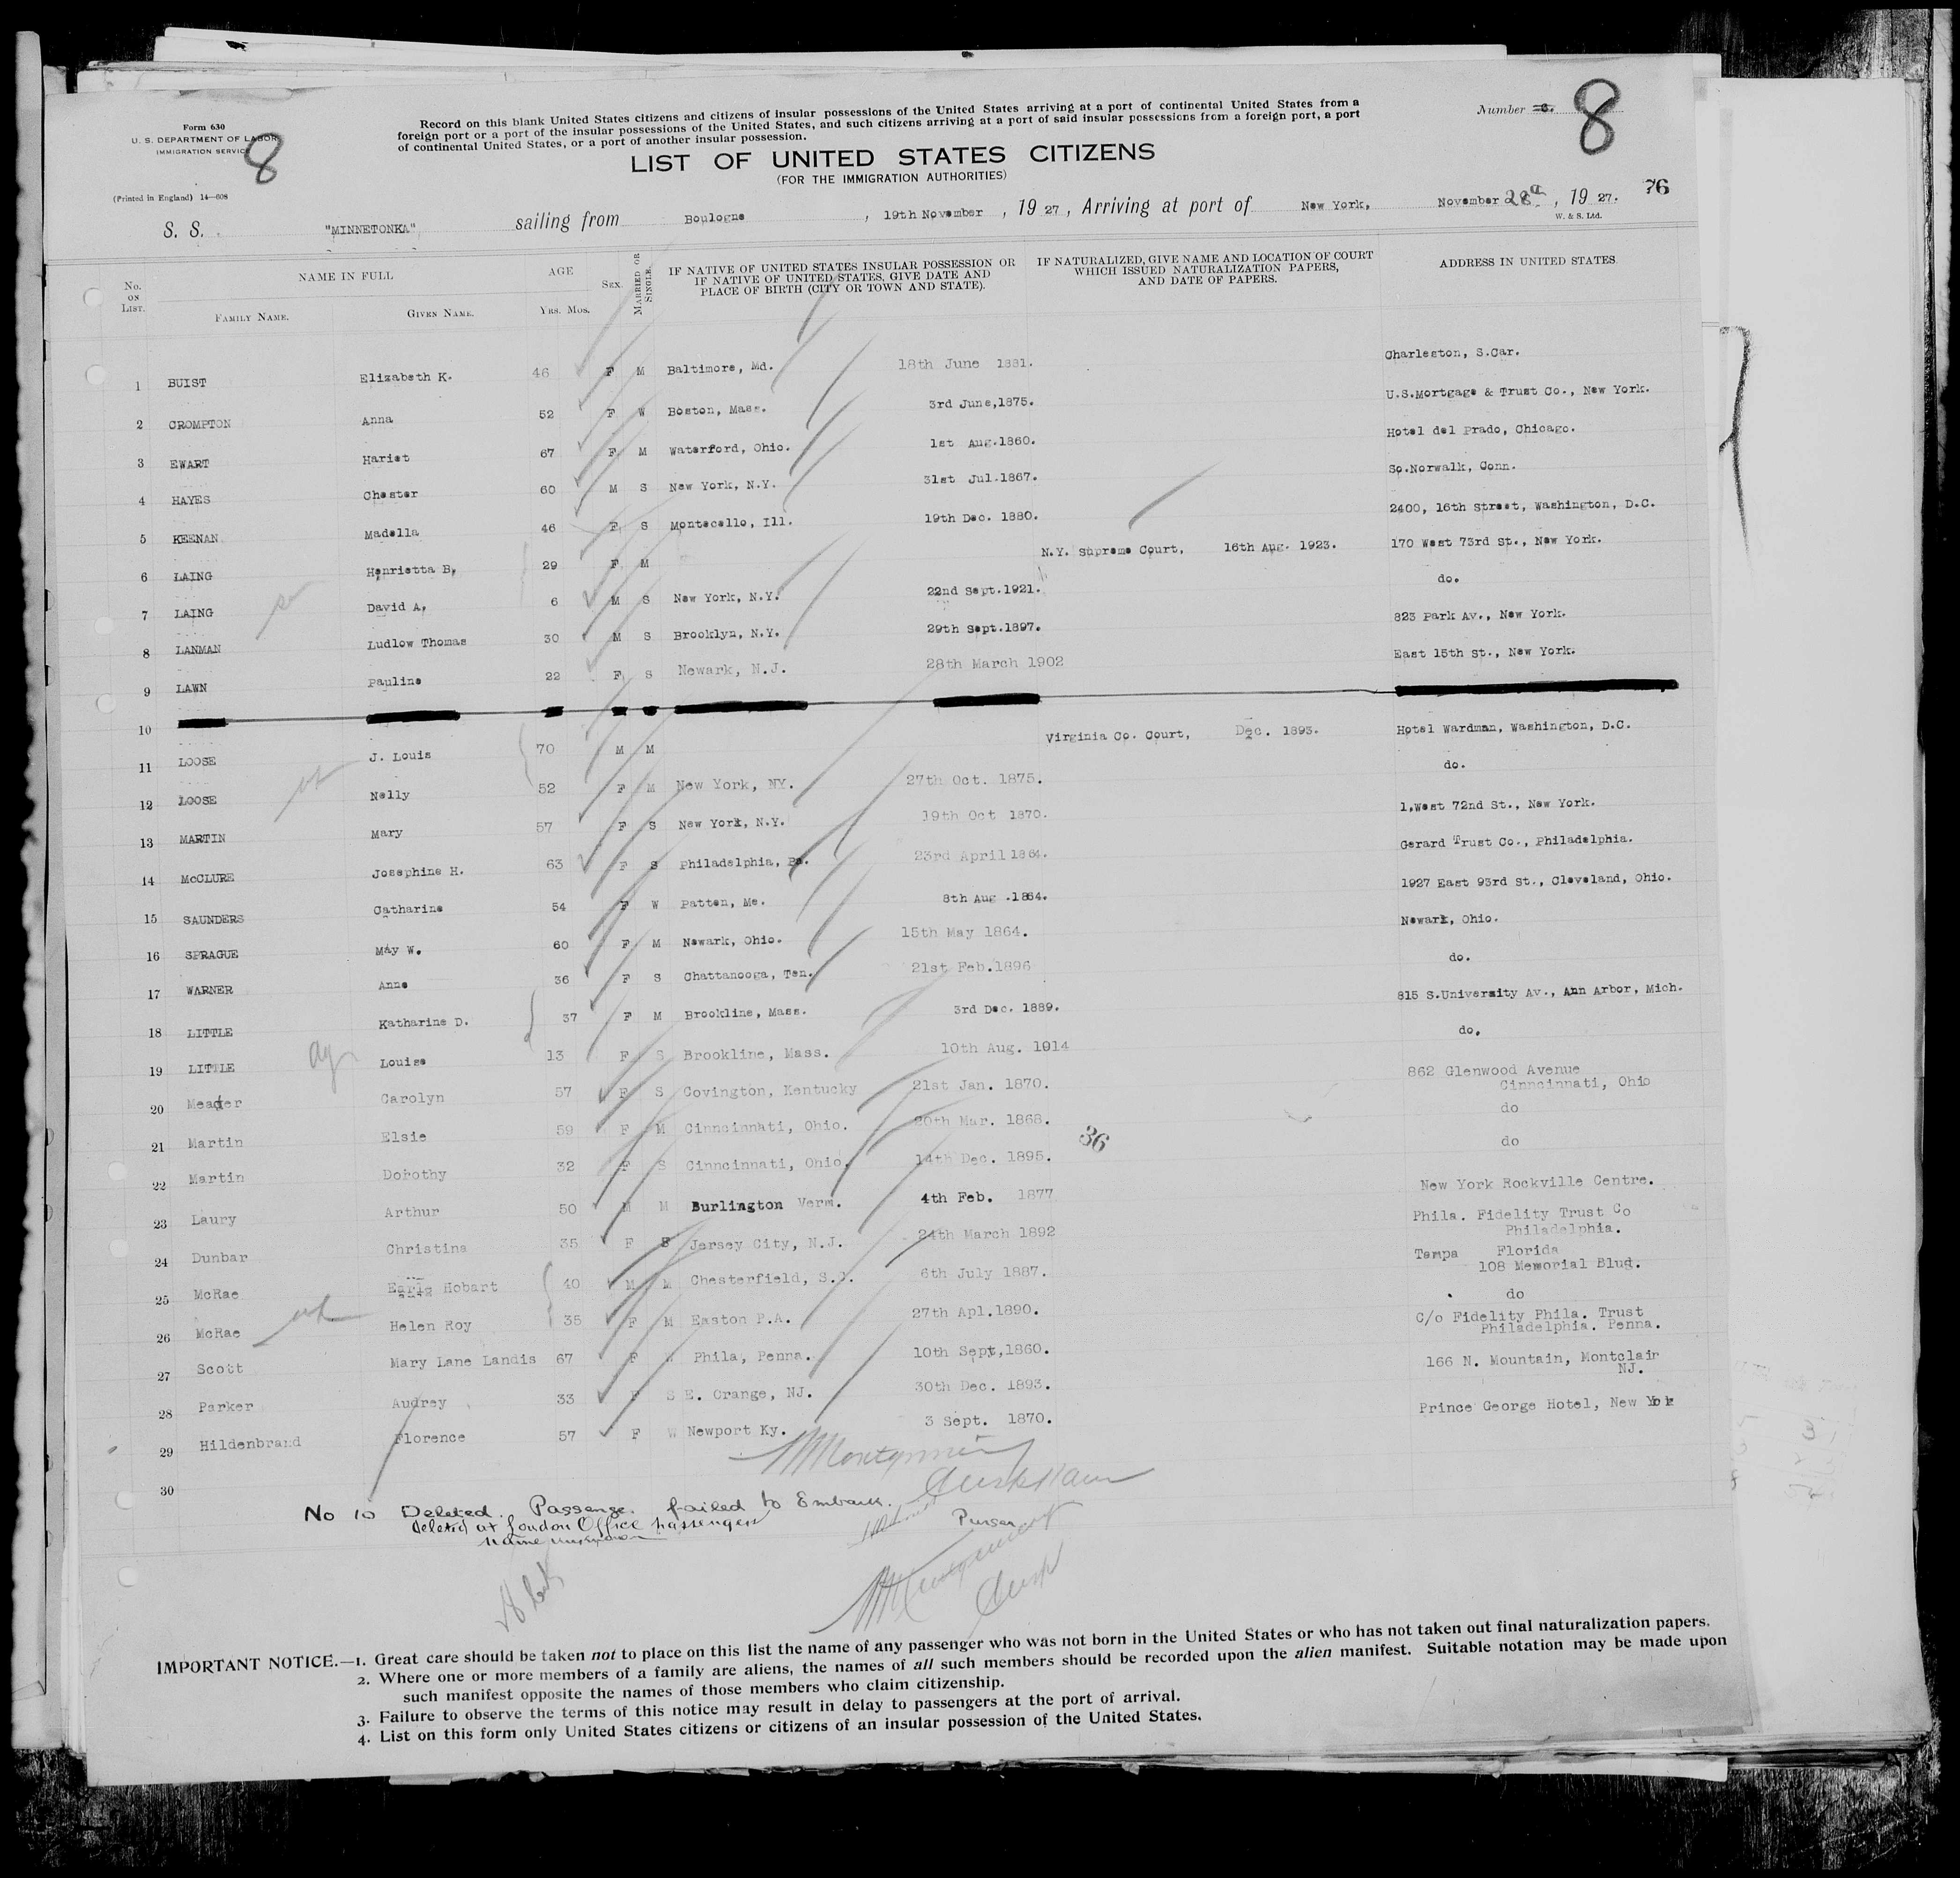 Form 630
U. S. DEPARTMENT OF LABOR
IMMIGRATION SERVICE
8
(Printed in England) 14—608
Record on this blank United States citizens and citizens of insular possessions of the United States arriving at a port of continental United States from a
foreign port or a port of the insular possessions of the United States, and such citizens arriving at a port of said insular possessions from a foreign port, a port
of continental United States, or a port of another insular possession.
Number 8
LIST OF UNITED STATES CITIZENS
(FOR THE IMMIGRATION AUTHORITIES)
76
S. S. "MINNETONKA" sailing from Boulogne, 19th November, 1927, Arriving at port of New York, November 28, 1927.
W. & S. Ltd.
No. ON LIST. NAME IN FULL FAMILY NAME. GIVEN NAME. AGE YRS. MOS. SEX. MARRIED OR SINGLE. IF NATIVE OF UNITED STATES INSULAR POSSESSION OR IF NATIVE OF UNITED STATES, GIVE DATE AND PLACE OF BIRTH (CITY OR TOWN AND STATE). IF NATURALIZED, GIVE NAME AND LOCATION OF COURT WHICH ISSUED NATURALIZATION PAPERS, AND DATE OF PAPERS. ADDRESS IN UNITED STATES.
1 BUIST Elizabeth K. 46 F M Baltimore, Md. 18th June 1881. Charleston, S.Car.
2 CROMPTON Anna 52 F W Boston, Mass. 3rd June,1875. U.S.Mortgage & Trust Co., New York.
3 EWART Hariet 67 F M Waterford, Ohio. 1st Aug.1860. Hotel del Prado, Chicago.
4 HAYES Chester 60 M S New York, N.Y. 31st Jul.1867. So.Norwalk, Conn.
5 KEENAN Madella 46 F S Montecello, Ill. 19th Dec. 1880. 2400, 16th Street, Washington, D.C.
6 LAING Henrietta B. 29 F M N.Y. Supreme Court, 16th Aug. 1923. 170 West 73rd St., New York.
7 LAING David A. 6 M S New York, N.Y. 22nd Sept.1921. do.
8 LANMAN Ludlow Thomas 30 M S Brooklyn, N.Y. 29th Sept.1897. 823 Park Av., New York.
9 LAWN Pauline 22 F S Newark, N.J. 28th March 1902 East 15th St., New York.
10
11 LOOSE J. Louis 70 M M Virginia Co. Court, Dec. 1893. Hotel Wardman, Washington, D.C.
12 LOOSE Nelly 52 F M New York, NY. 27th Oct. 1875. do.
13 MARTIN Mary 57 F S New York, N.Y. 19th Oct 1870. 1,West 72nd St., New York.
14 McCLURE Josephine H. 63 F S Philadelphia, Pa. 23rd April 1864. Gerard Trust Co., Philadelphia.
15 SAUNDERS Catharine 54 F W Patten, Me. 8th Aug .1864. 1927 East 93rd St., Cleveland, Ohio.
16 SPRAGUE May W. 60 F M Newark, Ohio. 15th May 1864. Newark, Ohio.
17 WARNER Anne 36 F S Chattanooga, Ten. 21st Feb.1896 do.
18 LITTLE Katharine D. 37 F M Brookline, Mass. 3rd Dec. 1889. 815 S.University Av., Ann Arbor, Mich.
19 LITTLE Louise 13 F S Brookline, Mass. 10th Aug. 1914 do.
20 Meader Carolyn 57 F S Covington, Kentucky 21st Jan. 1870. 862 Glenwood Avenue
Cinncinnati, Ohio
21 Martin Elsie 59 F M Cinncinnati, Ohio. 20th Mar. 1868. do
22 Martin Dorothy 32 F S Cinncinnati, Ohio. 14th Dec. 1895. do
36
23 Laury Arthur 50 M M Burlington Verm. 4th Feb. 1877 New York Rockville Centre.
24 Dunbar Christina 35 F S Jersey City, N.J. 24th March 1892 Phila. Fidelity Trust Co
Philadelphia.
25 McRae Earle Hobart 40 M M Chesterfield, S.C. 6th July 1887. Tampa Florida
108 Memorial Blud.
26 McRae Helen Roy 35 F M Easton P.A. 27th Apl.1890. do
27 Scott Mary Lane Landis 67 F W Phila, Penna. 10th Sept,1860. C/o Fidelity Phila. Trust
Philadelphia. Penna.
28 Parker Audrey 33 F S E. Orange, NJ. 30th Dec. 1893. 166 N. Mountain, Montclair
NJ.
29 Hildenbrand Florence 57 F W Newport Ky. 3 Sept. 1870. Prince George Hotel, New York
30
No 10 Deleted. Passenger failed to Embark.
deleted at London Office passengers
name unknown
Purser
IMPORTANT NOTICE.—1. Great care should be taken not to place on this list the name of any passenger who was not born in the United States or who has not taken out final naturalization papers.
2. Where one or more members of a family are aliens, the names of all such members should be recorded upon the alien manifest. Suitable notation may be made upon
such manifest opposite the names of those members who claim citizenship.
3. Failure to observe the terms of this notice may result in delay to passengers at the port of arrival.
4. List on this form only United States citizens or citizens of an insular possession of the United States.